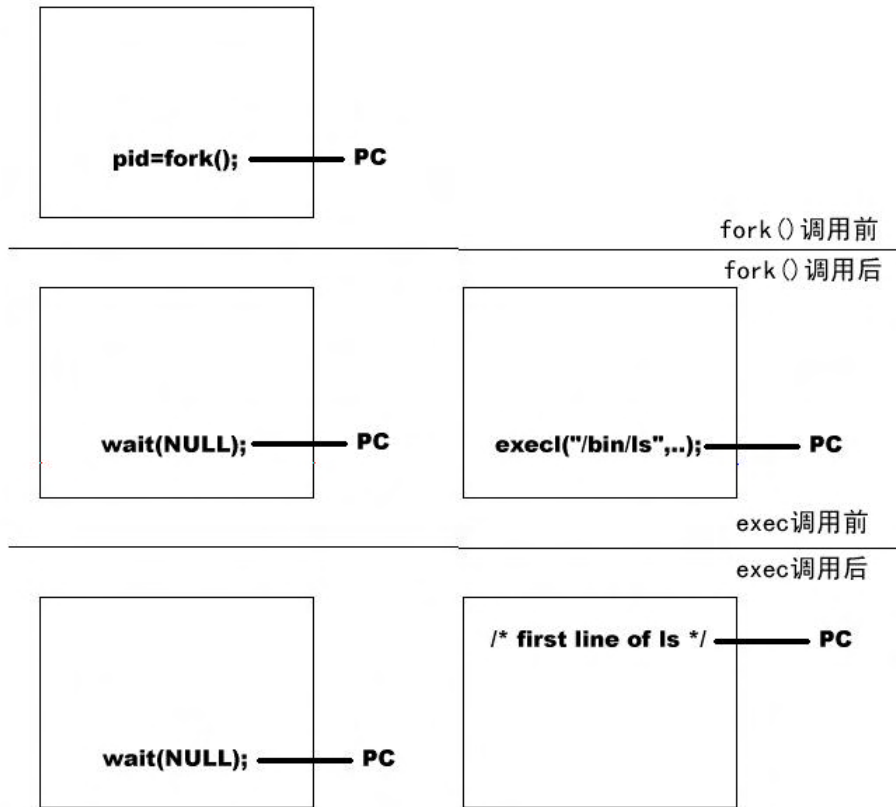 pid=fork(); PC
fork()调用前
fork()调用后
wait(NULL); PC
execl("/bin/ls",..); PC
exec调用前
exec调用后
/* first line of ls */ PC
wait(NULL); PC